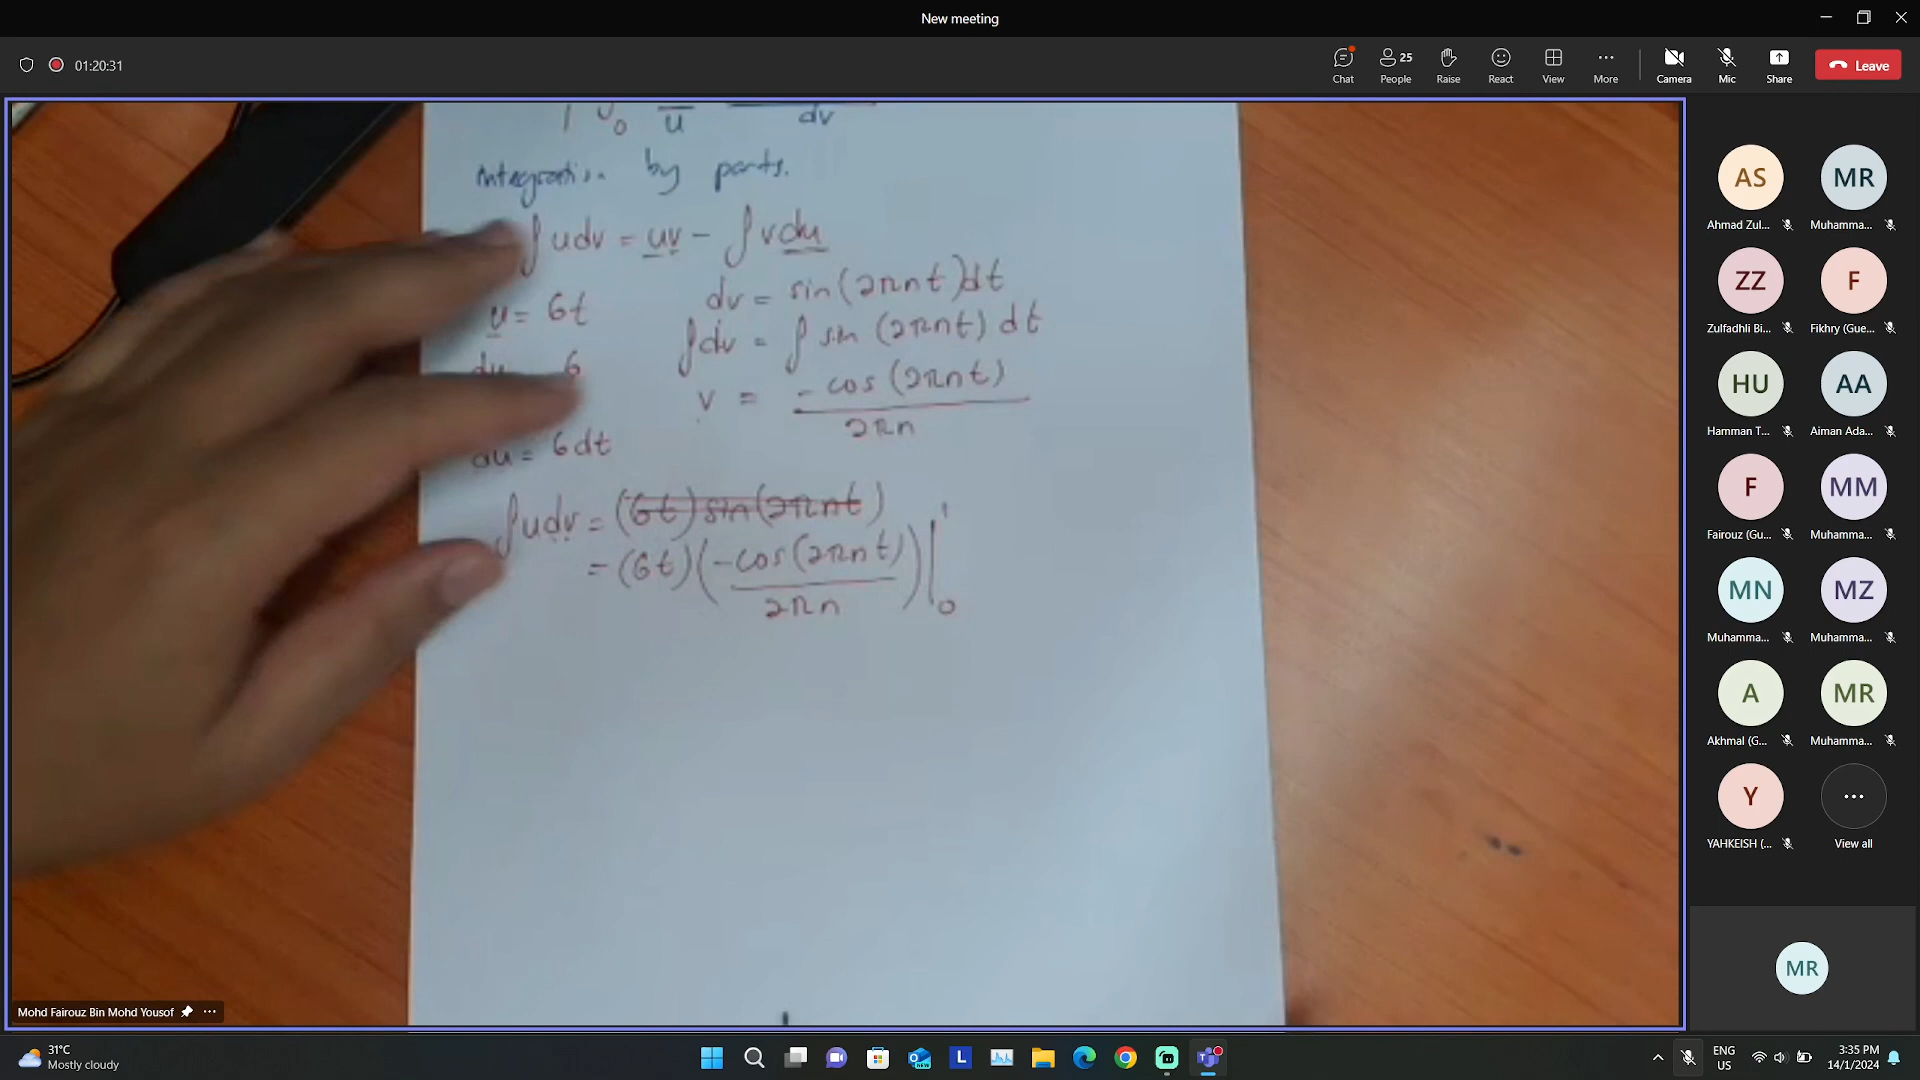 New meeting
01:20:31
Chat
25
People
Raise
React
View
More
Camera
Mic
Share
Leave
∫
0
u
dv
by parts.
∫udv = uv - ∫vdu
u = 6t
dv = sin(2πnt)dt
∫dv = ∫ sin (2πnt) dt
du 6
v = -cos (2πnt)
2πn
du = 6dt
∫udv = (6t)sin(2πnt)
= (6t)(-cos(2πnt)
2πn)|
1
0
AS
MR
Ahmad Zul...
Muhamma...
ZZ
F
Zulfadhli Bi...
Fikhry (Gue...
HU
AA
Hamman T...
Aiman Ada...
F
MM
Fairouz (Gu...
Muhamma...
MN
MZ
Muhamma...
Muhamma...
A
MR
Akhmal (G...
Muhamma...
Y
...
YAHKEISH (...
View all
MR
Mohd Fairouz Bin Mohd Yousof
31°C
Mostly cloudy
L
ENG
US
3:35 PM
14/1/2024